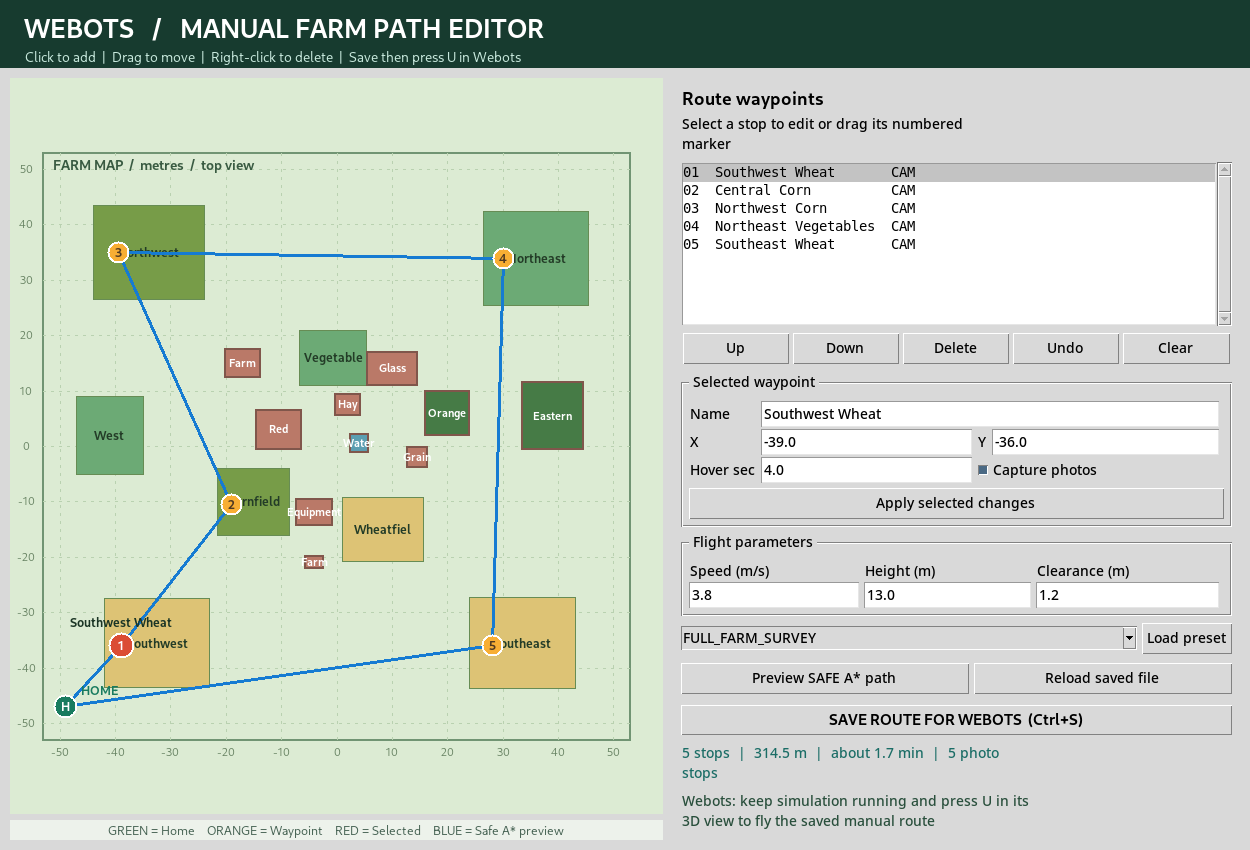 WEBOTS / MANUAL FARM PATH EDITOR
Click to add | Drag to move | Right-click to delete | Save then press U in Webots
FARM MAP / metres / top view
50
40
30
20
10
0
-10
-20
-30
-40
-50
-50
-40
-30
-20
-10
0
10
20
30
40
50
3
orthwest
4
ortheast
Farm
Vegetable
Glass
Hay
Orange
Eastern
Red
Water
Grain
West
2
rnfield
Equipment
Wheatfiel
Farm
Southwest Wheat
1
outhwest
5
outheast
HOME
H
GREEN = Home ORANGE = Waypoint RED = Selected BLUE = Safe A* preview
Route waypoints
Select a stop to edit or drag its numbered
marker
01 Southwest Wheat CAM
02 Central Corn CAM
03 Northwest Corn CAM
04 Northeast Vegetables CAM
05 Southeast Wheat CAM
Up Down Delete Undo Clear
Selected waypoint
Name Southwest Wheat
X -39.0 Y -36.0
Hover sec 4.0 Capture photos
Apply selected changes
Flight parameters
Speed (m/s) Height (m) Clearance (m)
3.8 13.0 1.2
FULL_FARM_SURVEY Load preset
Preview SAFE A* path Reload saved file
SAVE ROUTE FOR WEBOTS (Ctrl+S)
5 stops | 314.5 m | about 1.7 min | 5 photo
stops
Webots: keep simulation running and press U in its
3D view to fly the saved manual route